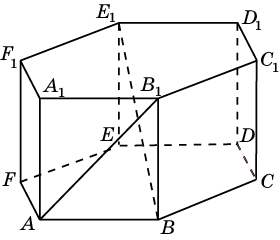 E₁ D₁
F₁ C₁
A₁ B₁
E D
F C
A B